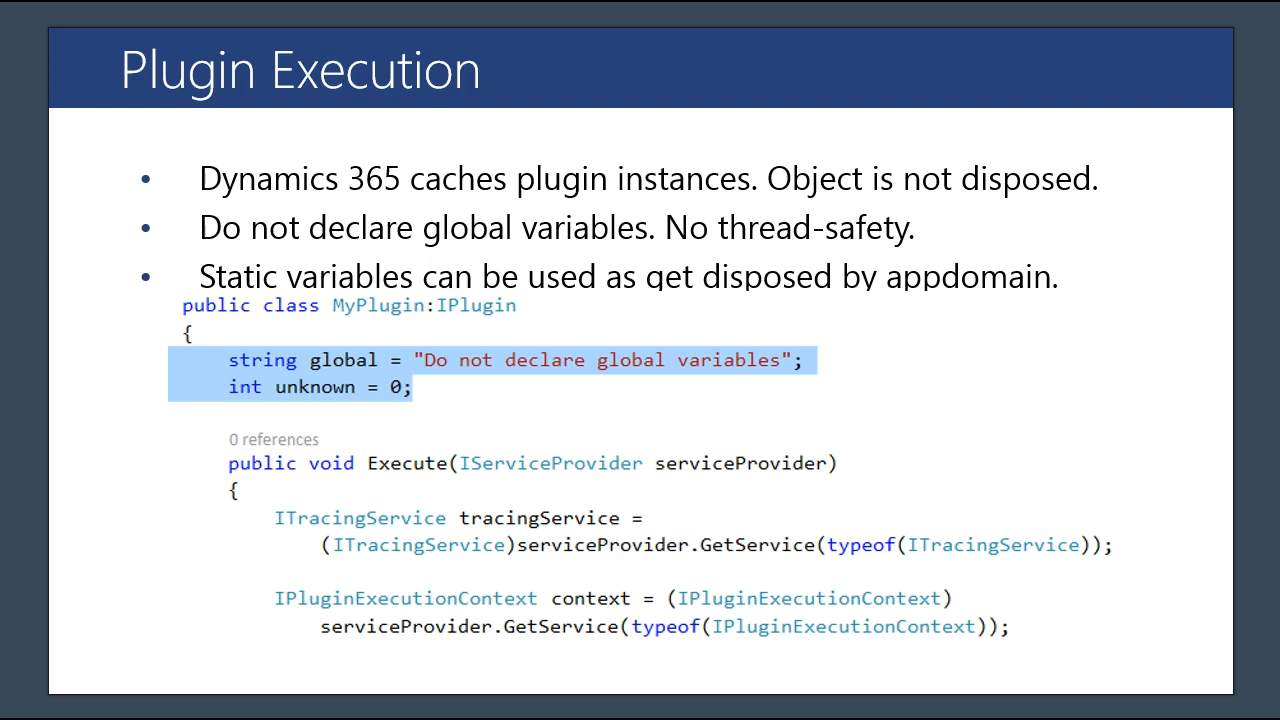 Plugin Execution
• Dynamics 365 caches plugin instances. Object is not disposed.
• Do not declare global variables. No thread-safety.
• Static variables can be used as get disposed by appdomain.
public class MyPlugin:IPlugin
{
string global = "Do not declare global variables";
int unknown = 0;
0 references
public void Execute(IServiceProvider serviceProvider)
{
ITracingService tracingService =
(ITracingService)serviceProvider.GetService(typeof(ITracingService));
IPluginExecutionContext context = (IPluginExecutionContext)
serviceProvider.GetService(typeof(IPluginExecutionContext));